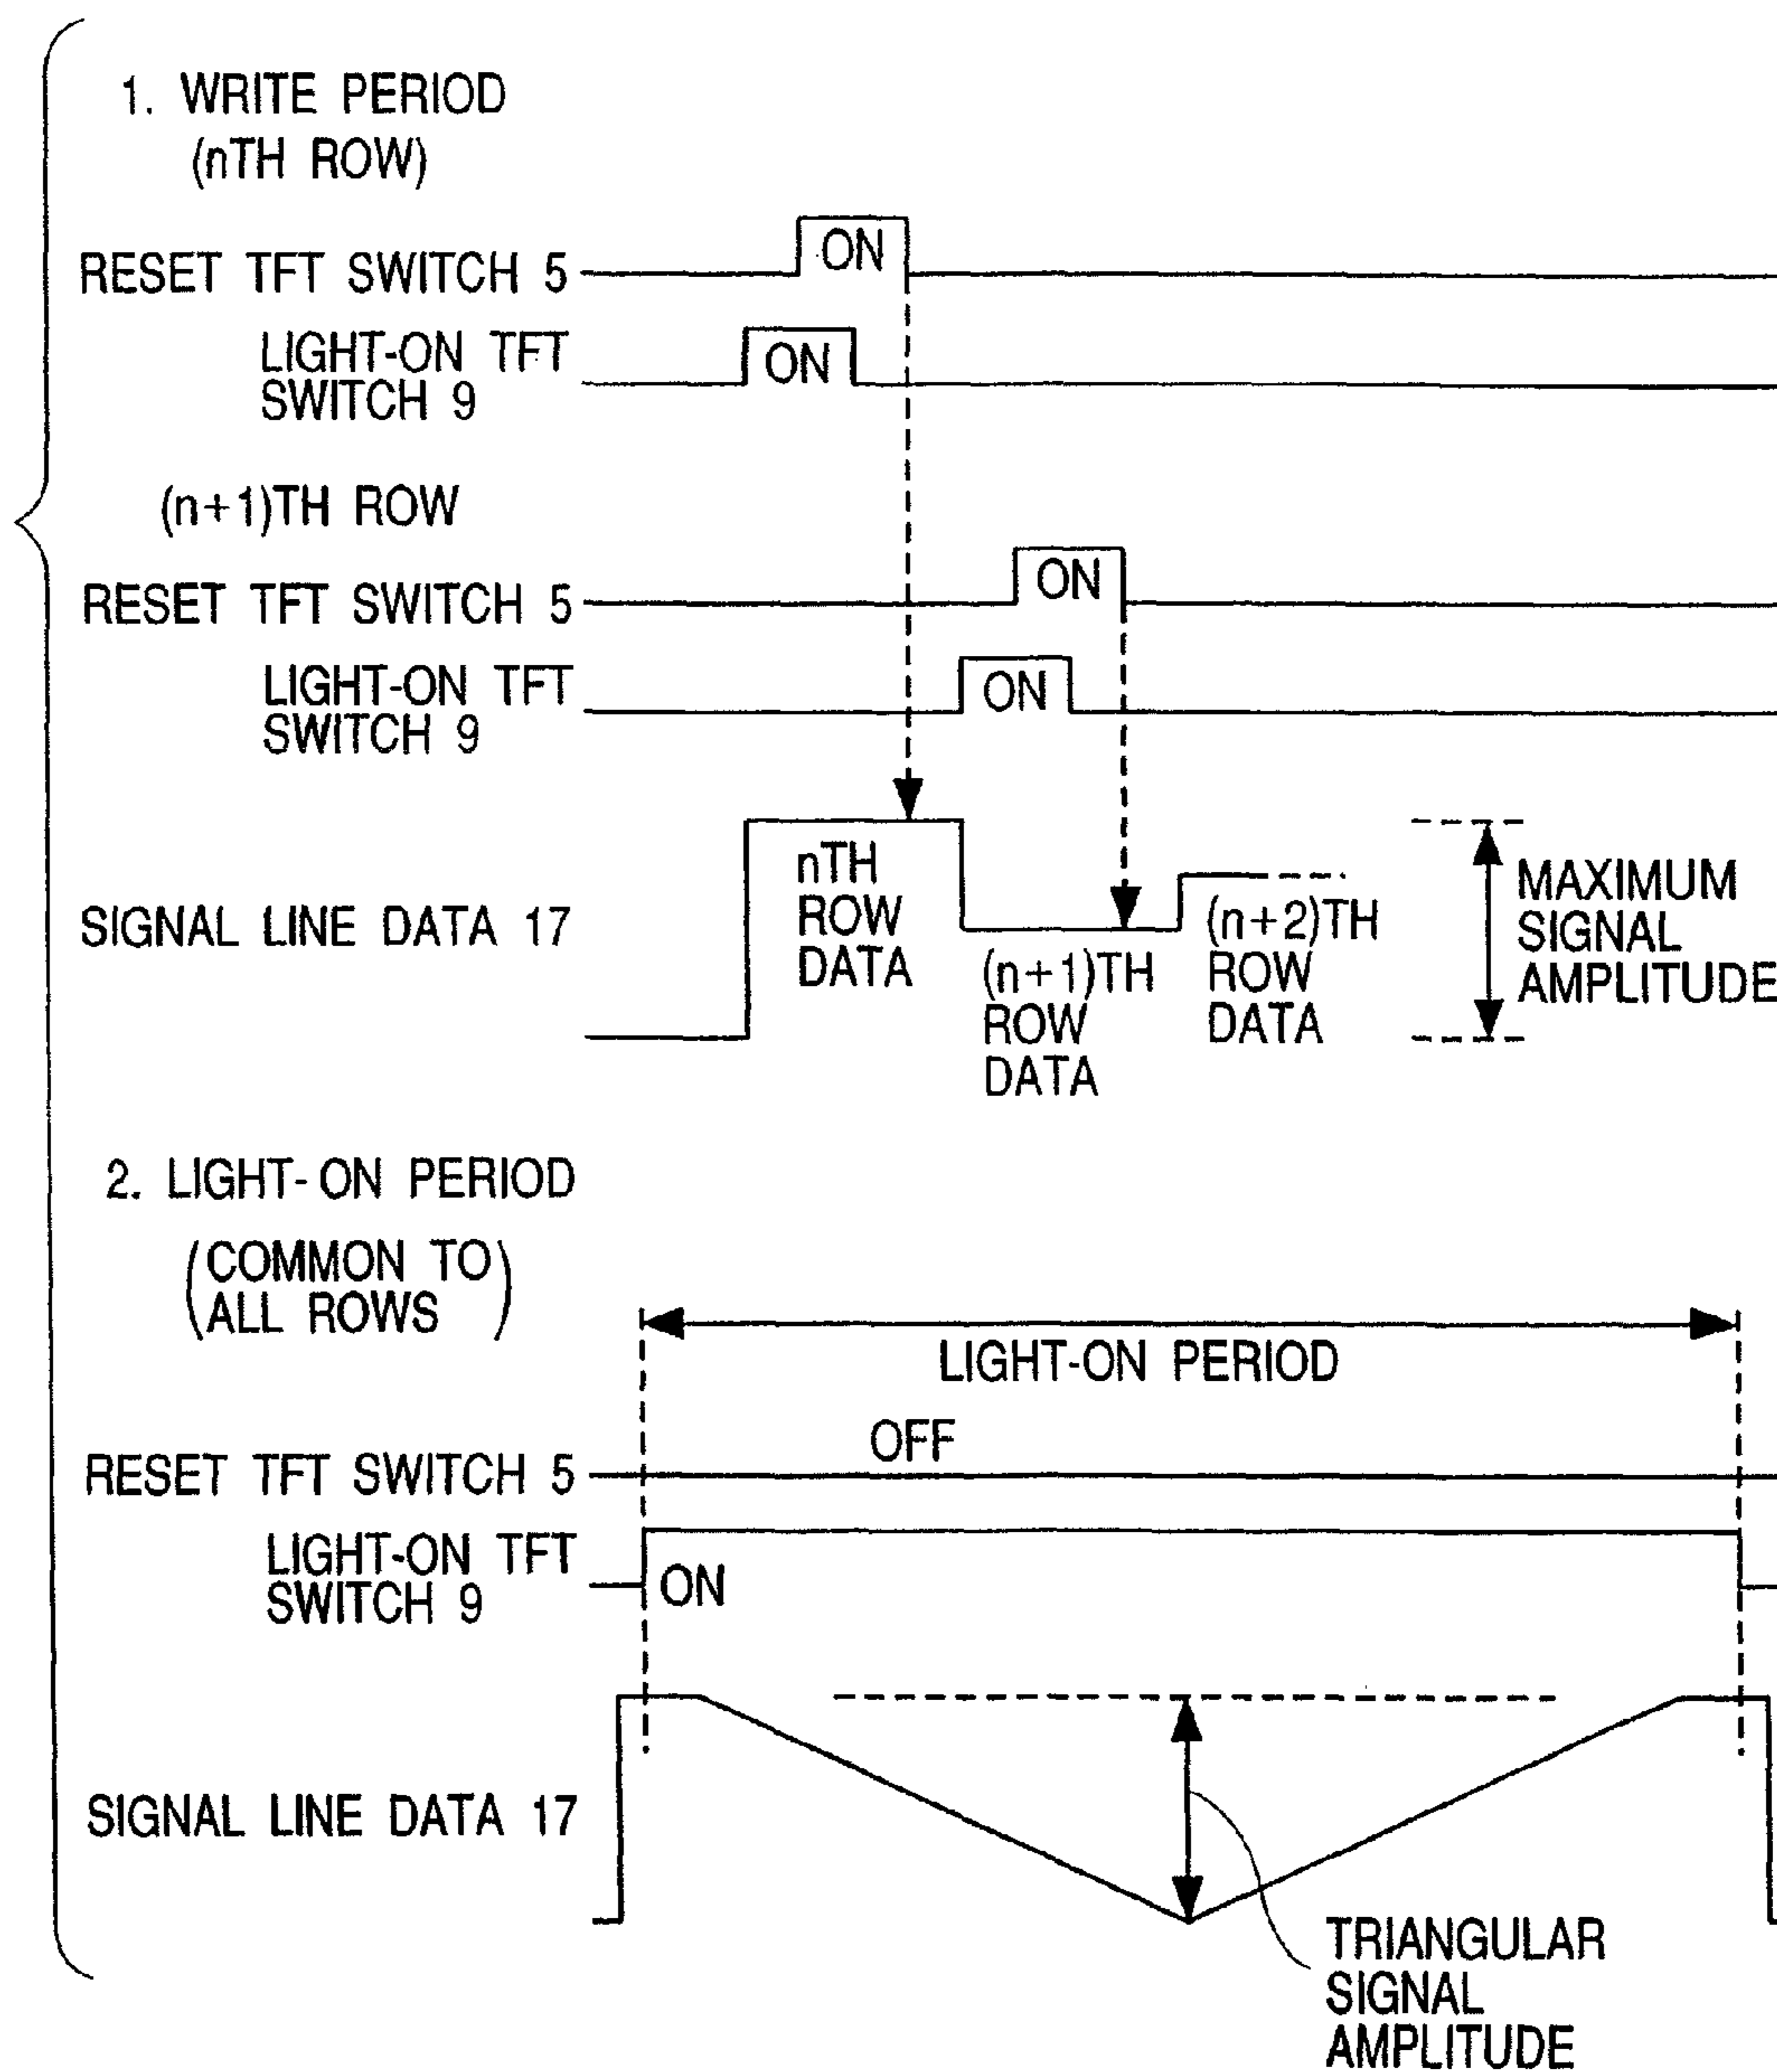 1. WRITE PERIOD
(nTH ROW)
RESET TFT SWITCH 5
ON
LIGHT-ON TFT
SWITCH 9
ON
(n+1)TH ROW
RESET TFT SWITCH 5
ON
LIGHT-ON TFT
SWITCH 9
ON
SIGNAL LINE DATA 17
nTH
ROW
DATA
(n+1)TH
ROW
DATA
(n+2)TH
ROW
DATA
MAXIMUM
SIGNAL
AMPLITUDE
2. LIGHT-ON PERIOD
(COMMON TO
ALL ROWS)
LIGHT-ON PERIOD
RESET TFT SWITCH 5
OFF
LIGHT-ON TFT
SWITCH 9
ON
SIGNAL LINE DATA 17
TRIANGULAR
SIGNAL
AMPLITUDE